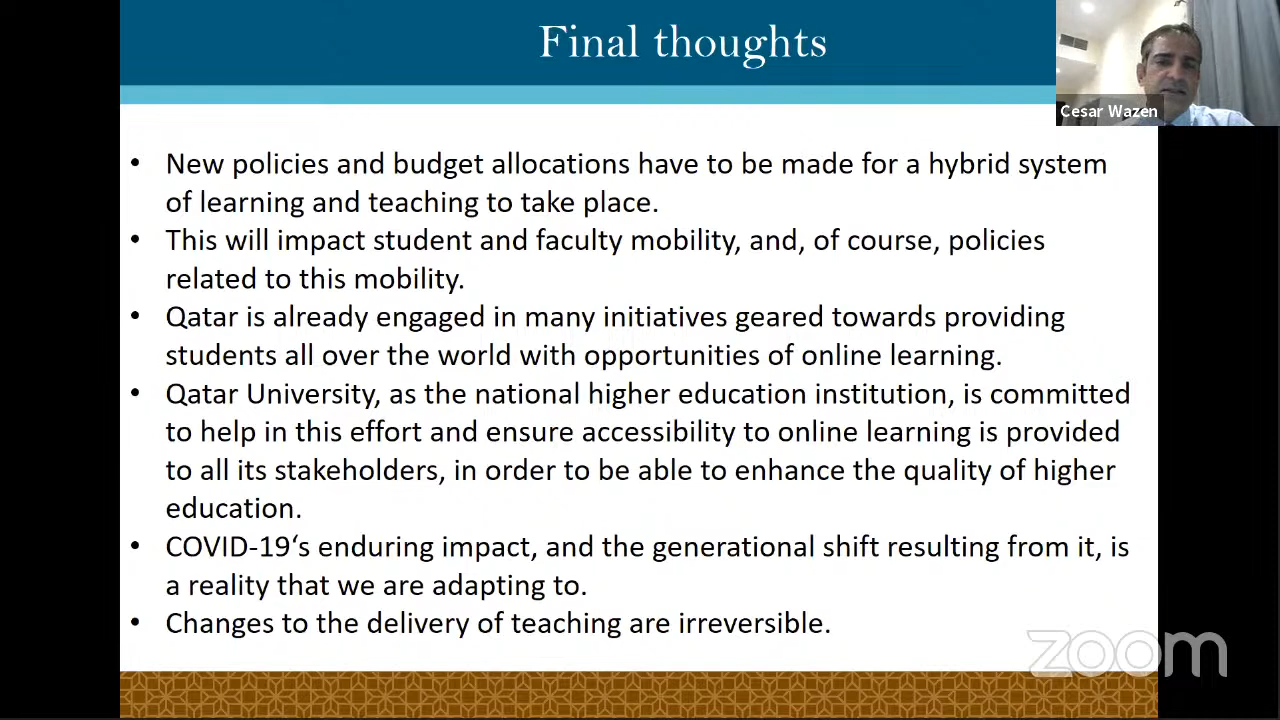 Final thoughts
Cesar Wazen
• New policies and budget allocations have to be made for a hybrid system
of learning and teaching to take place.
• This will impact student and faculty mobility, and, of course, policies
related to this mobility.
• Qatar is already engaged in many initiatives geared towards providing
students all over the world with opportunities of online learning.
• Qatar University, as the national higher education institution, is committed
to help in this effort and ensure accessibility to online learning is provided
to all its stakeholders, in order to be able to enhance the quality of higher
education.
• COVID-19‘s enduring impact, and the generational shift resulting from it, is
a reality that we are adapting to.
• Changes to the delivery of teaching are irreversible.
zoom